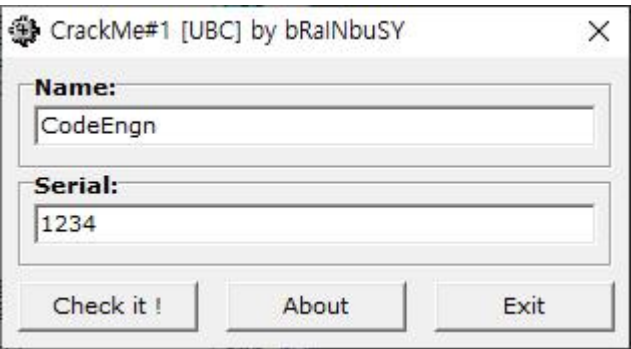 CrackMe#1 [UBC] by bRaINbuSY
Name:
CodeEngn
Serial:
1234
Check it ! About Exit